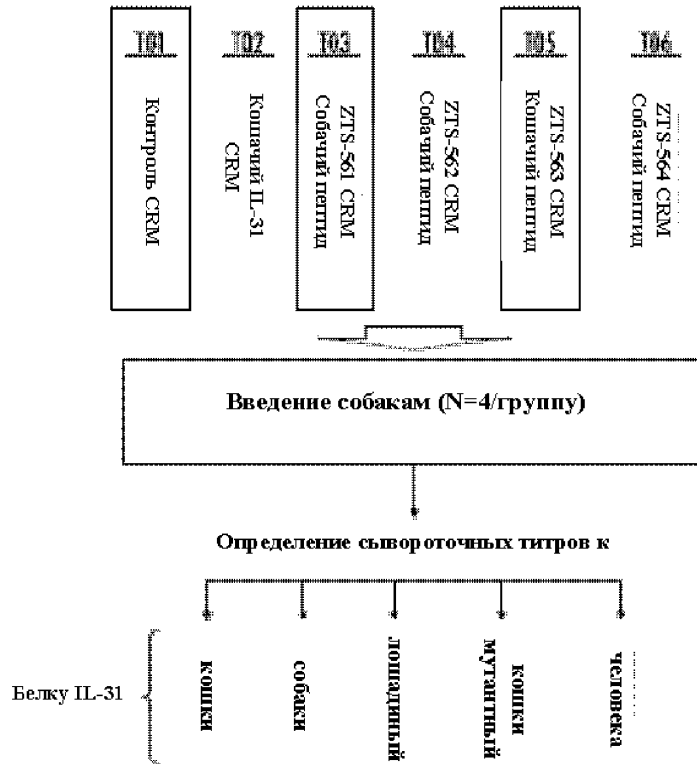 T01
T02
T03
T04
T05
T06
Контроль CRM
Кошачий IL-31
CRM
ZTS-561 CRM
Собачий пептид
ZTS-562 CRM
Собачий пептид
ZTS-563 CRM
Кошачий пептид
ZTS-564 CRM
Собачий пептид
Введение собакам (N=4/группу)
Определение сывороточных титров к
Белку IL-31
кошки
собаки
лошадиный
кошки
мутантный
человека